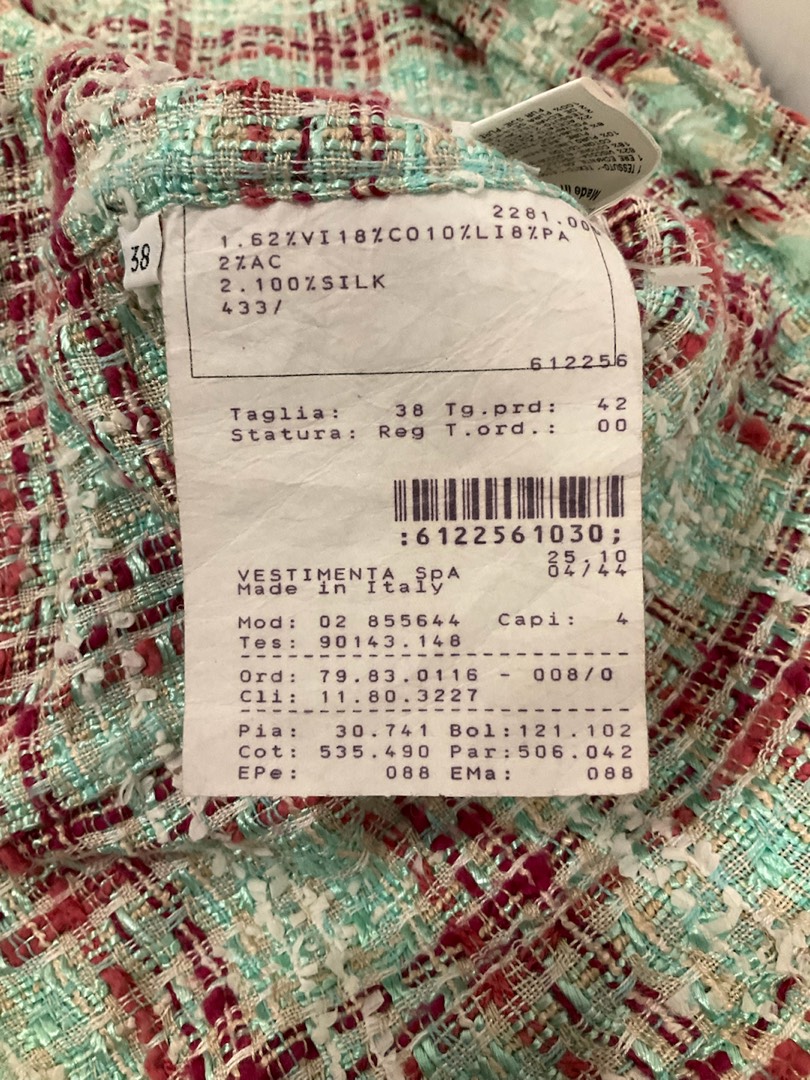 38
2281.00
1.62%VI18%CO10%LI8%PA
2%AC
2.100%SILK
433/
612256
Taglia: 38 Tg.prd: 42
Statura: Reg T.ord.: 00
:6122561030;
25.10
VESTIMENTA SpA 04/44
Made in Italy
Mod: 02 855644 Capi: 4
Tes: 90143.148
Ord: 79.83.0116 - 008/0
Cli: 11.80.3227
Pia: 30.741 Bol:121.102
Cot: 535.490 Par:506.042
EPe: 088 EMa: 088
Made in